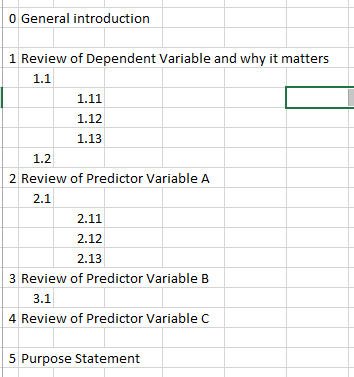 0 General introduction
1 Review of Dependent Variable and why it matters
1.1
1.11
1.12
1.13
1.2
2 Review of Predictor Variable A
2.1
2.11
2.12
2.13
3 Review of Predictor Variable B
3.1
4 Review of Predictor Variable C
5 Purpose Statement